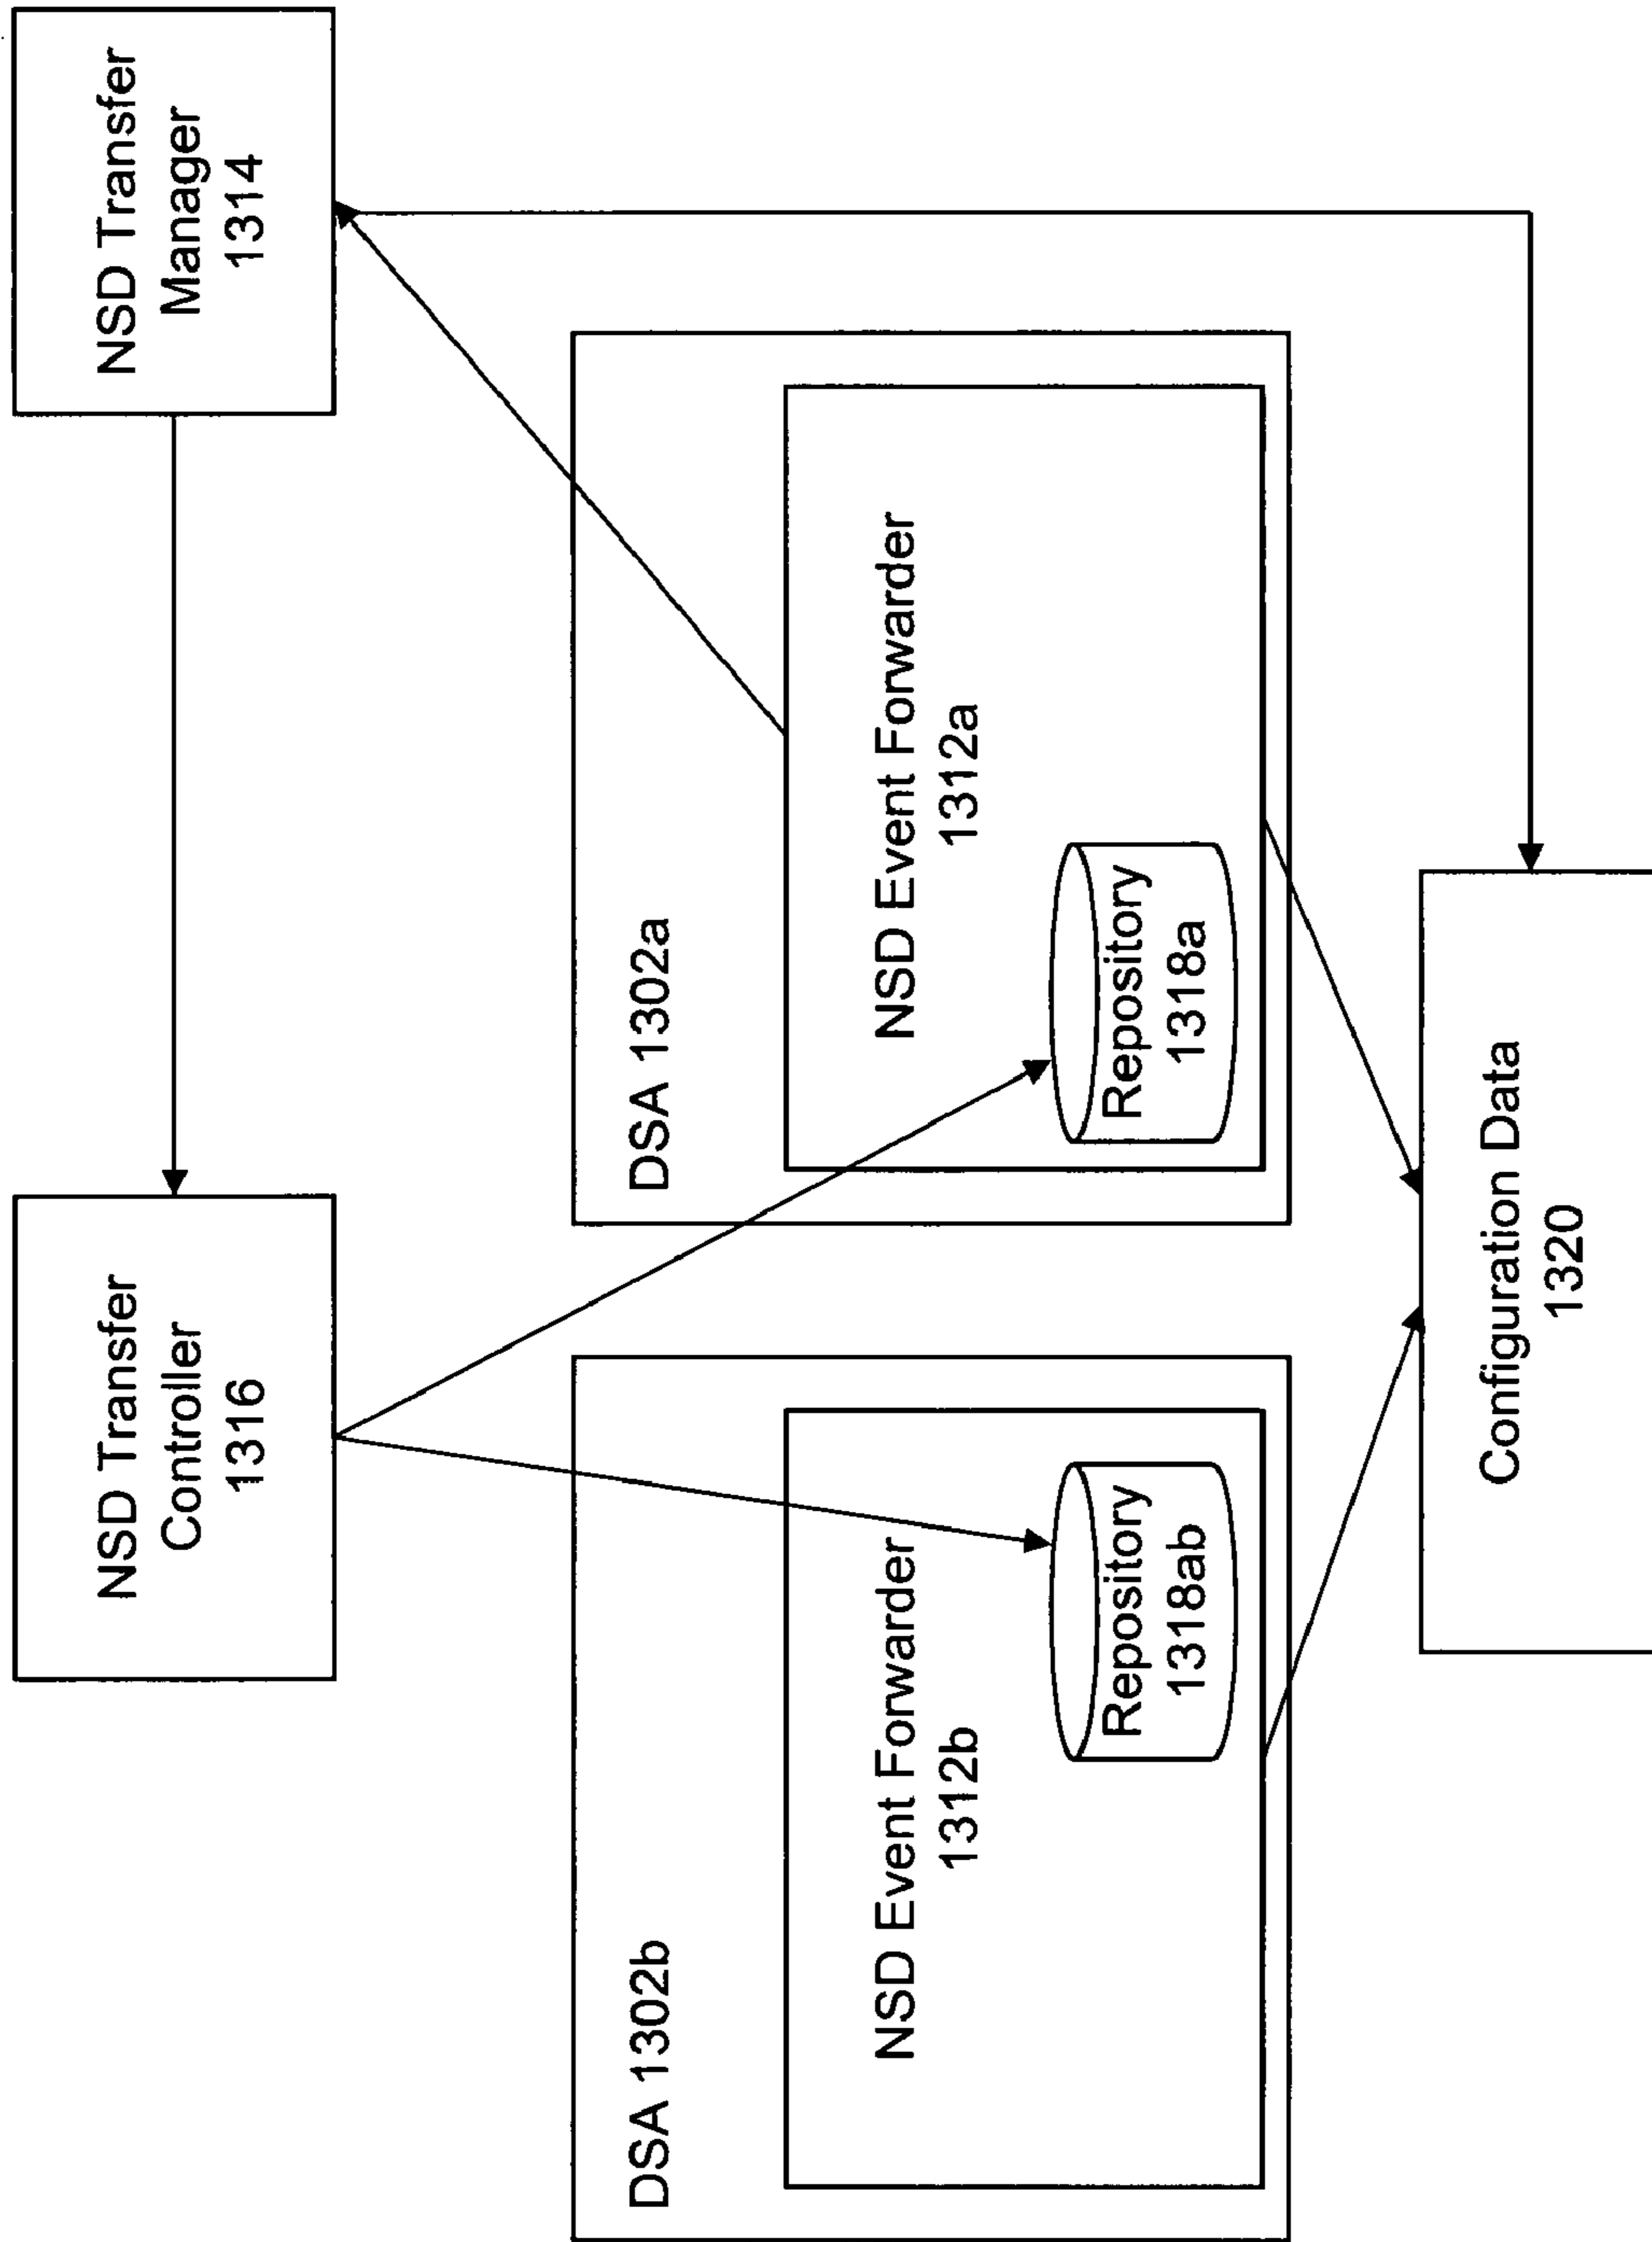 NSD Transfer
Controller
1316
NSD Transfer
Manager
1314
DSA 1302b
NSD Event Forwarder
1312b
Repository
1318ab
DSA 1302a
NSD Event Forwarder
1312a
Repository
1318a
Configuration Data
1320